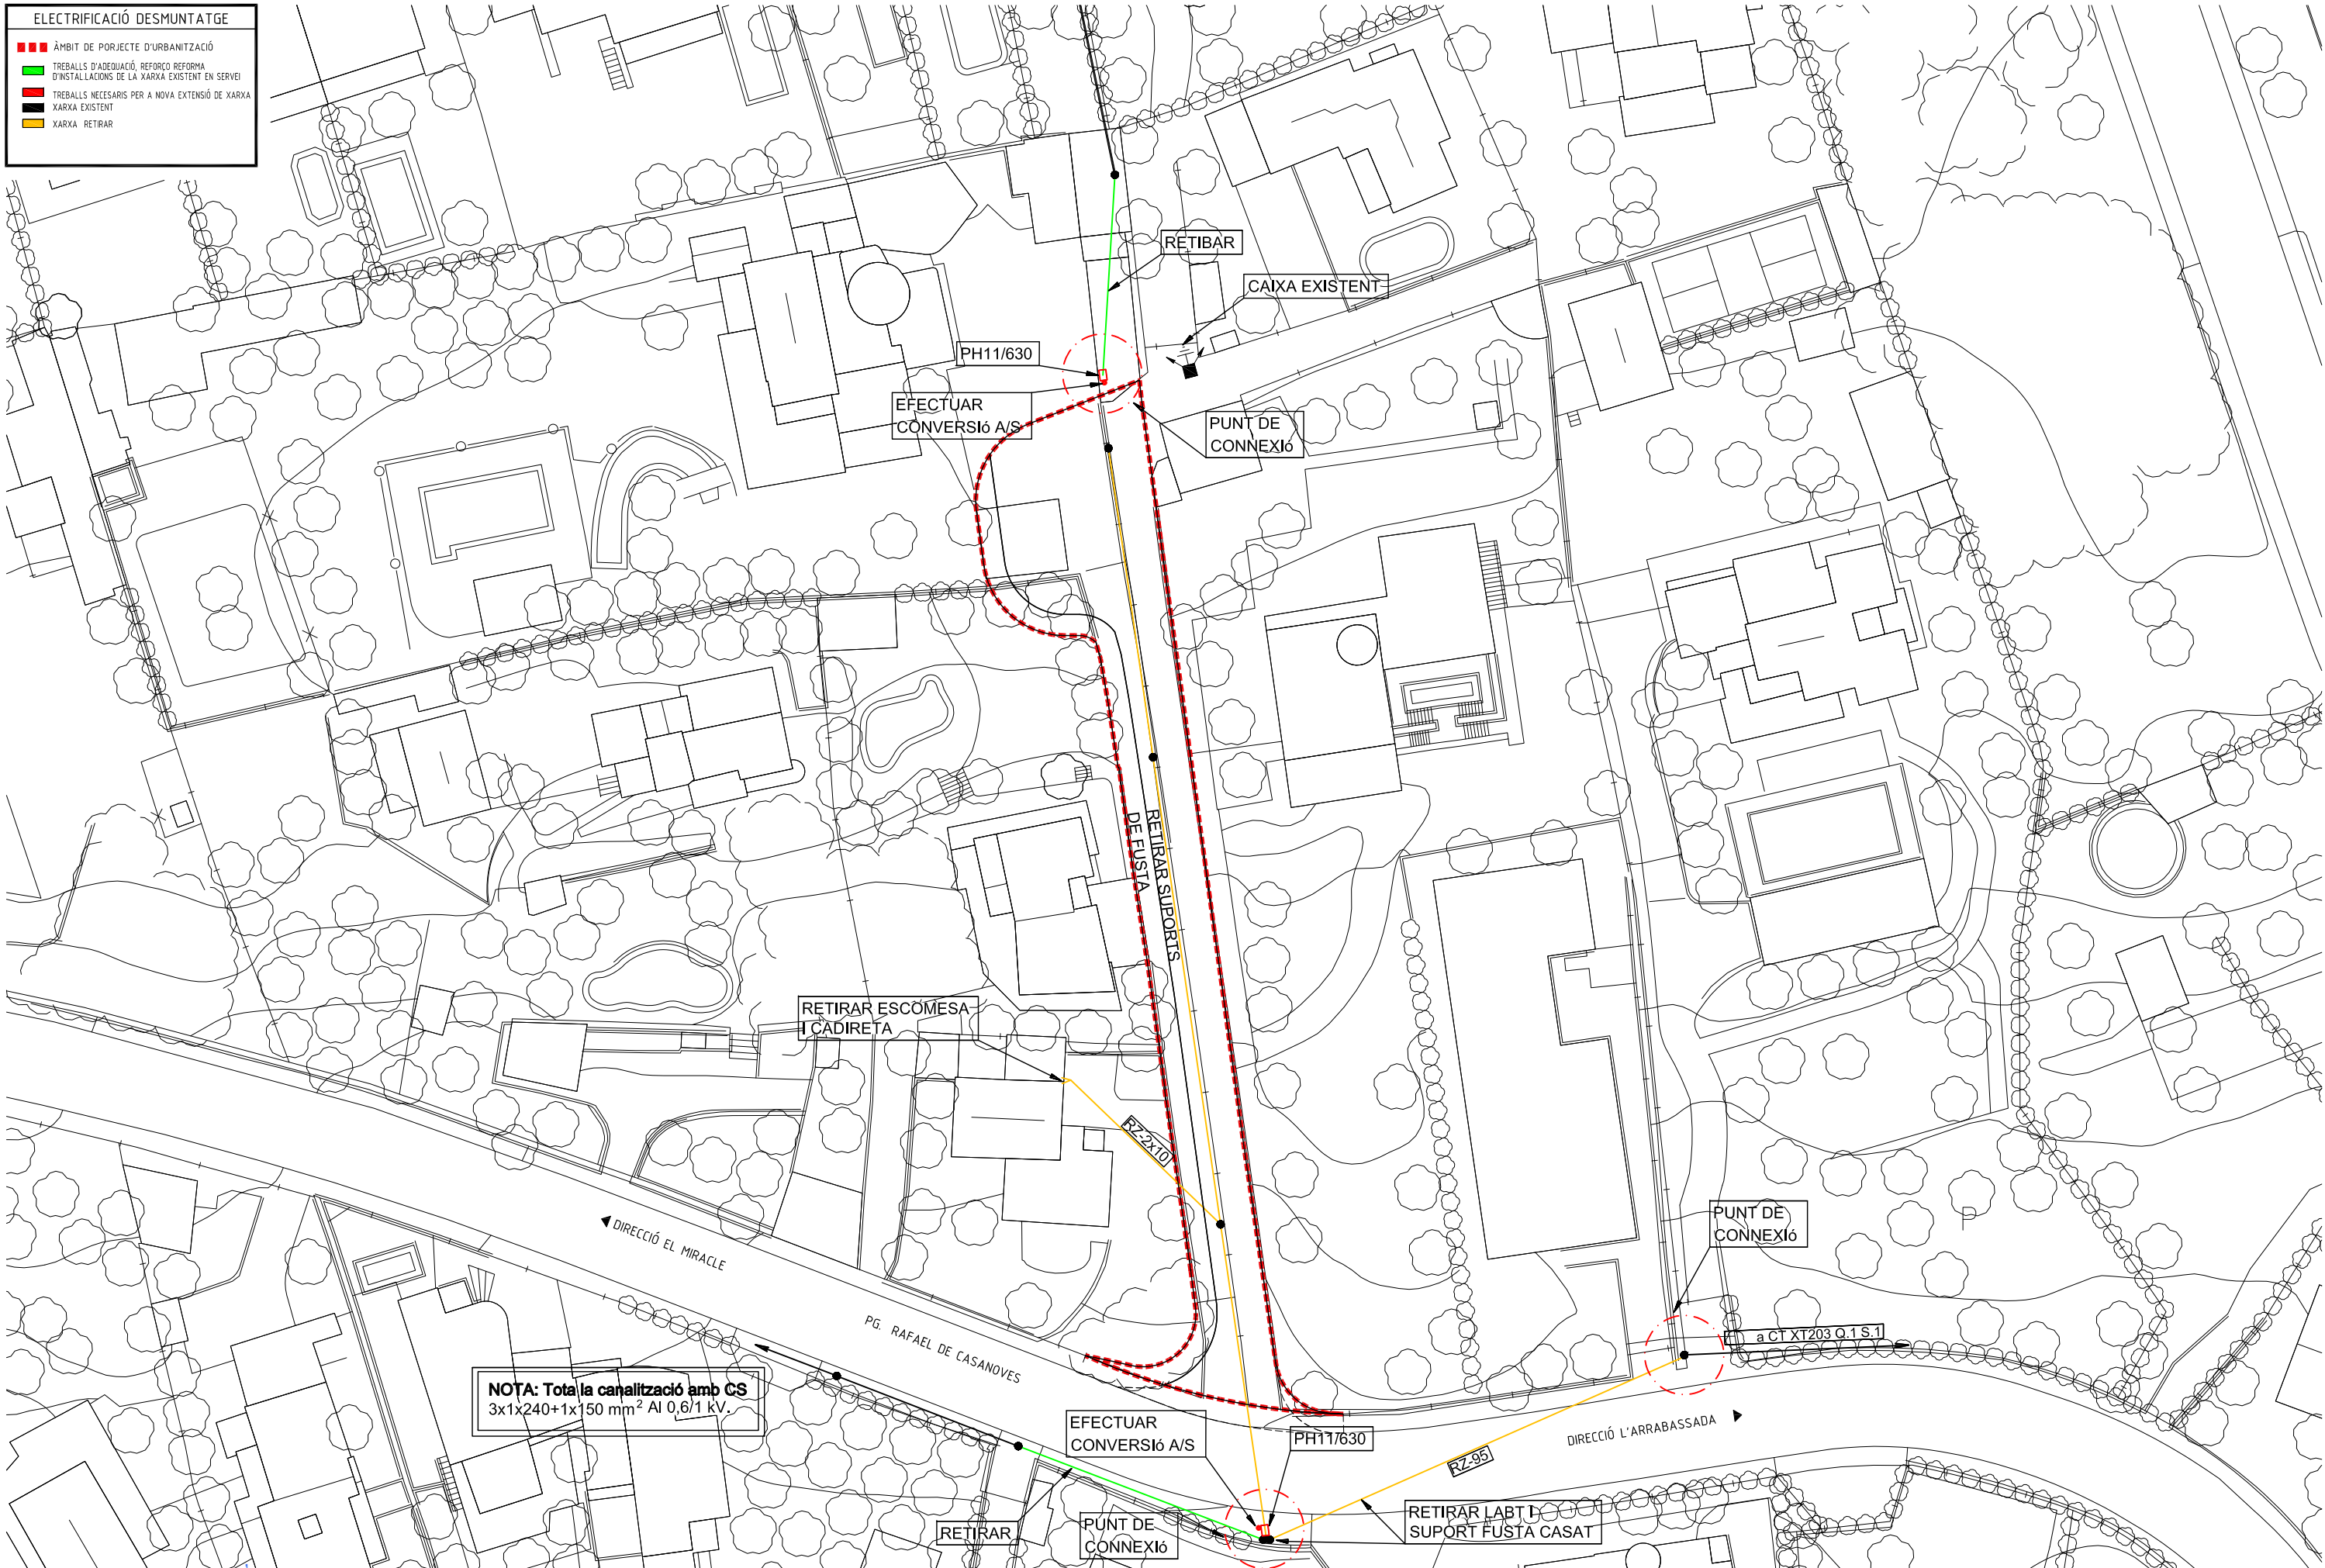 ELECTRIFICACIÓ DESMUNTATGE
ÀMBIT DE PORJECTE D'URBANITZACIÓ
TREBALLS D'ADEQUACIÓ, REFORÇO REFORMA
D'INSTAL.LACIONS DE LA XARXA EXISTENT EN SERVEI
TREBALLS NECESARIS PER A NOVA EXTENSIÓ DE XARXA
XARXA EXISTENT
XARXA RETIRAR
RETIBAR
CAIXA EXISTENT
PH11/630
EFECTUAR
CONVERSIó A/S
PUNT DE
CONNEXIó
RETIRAR SUPORTS
DE FUSTA
RETIRAR ESCOMESA
I CADIRETA
RZ-2x10
PUNT DE
CONNEXIó
P
DIRECCIÓ EL MIRACLE
PG. RAFAEL DE CASANOVES
a CT XT203 Q.1 S.1
NOTA: Tota la canalització amb CS
3x1x240+1x150 mm² Al 0,6/1 kV.
EFECTUAR
CONVERSIó A/S
PH11/630
DIRECCIÓ L'ARRABASSADA
RZ-95
RETIRAR
PUNT DE
CONNEXIó
RETIRAR LABT I
SUPORT FUSTA CASAT